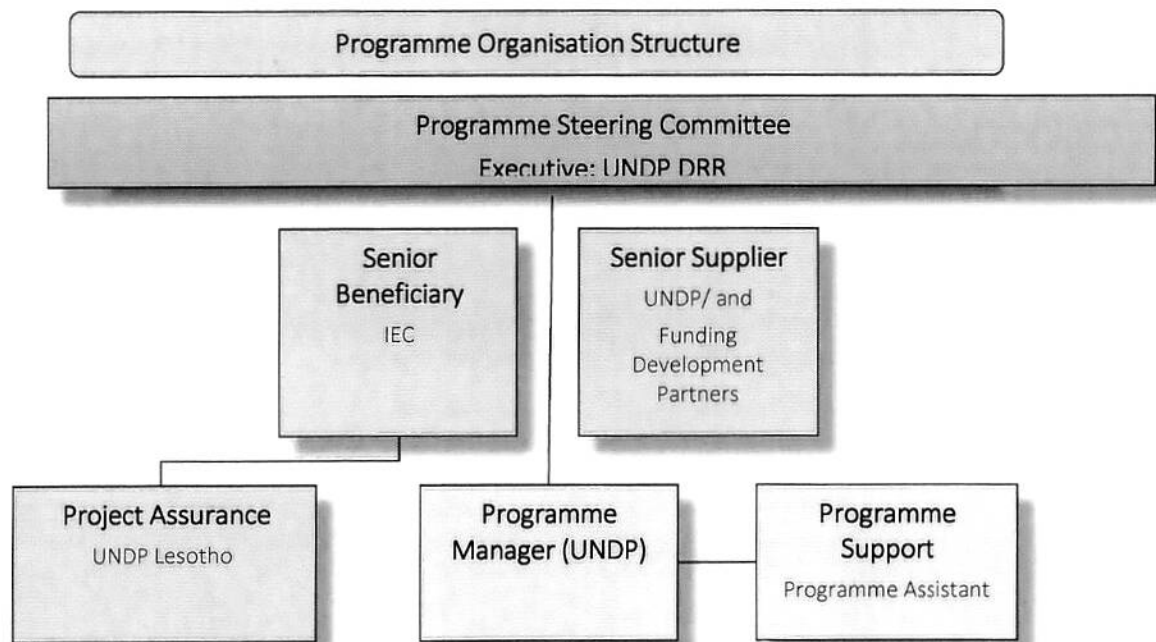 Programme Organisation Structure
Programme Steering Committee
Executive: UNDP DRR
Senior
Beneficiary
IEC
Senior Supplier
UNDP/ and
Funding
Development
Partners
Project Assurance
UNDP Lesotho
Programme
Manager (UNDP)
Programme
Support
Programme Assistant